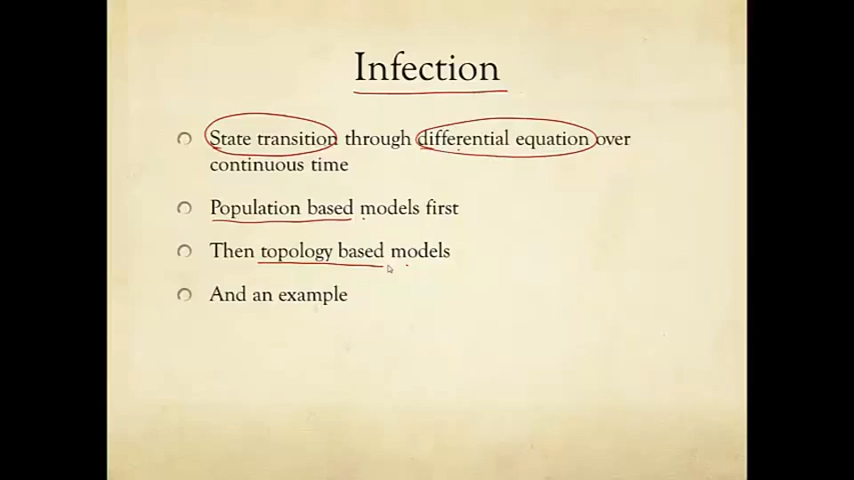 Infection
State transition through differential equation over
continuous time
Population based models first
Then topology based models
And an example